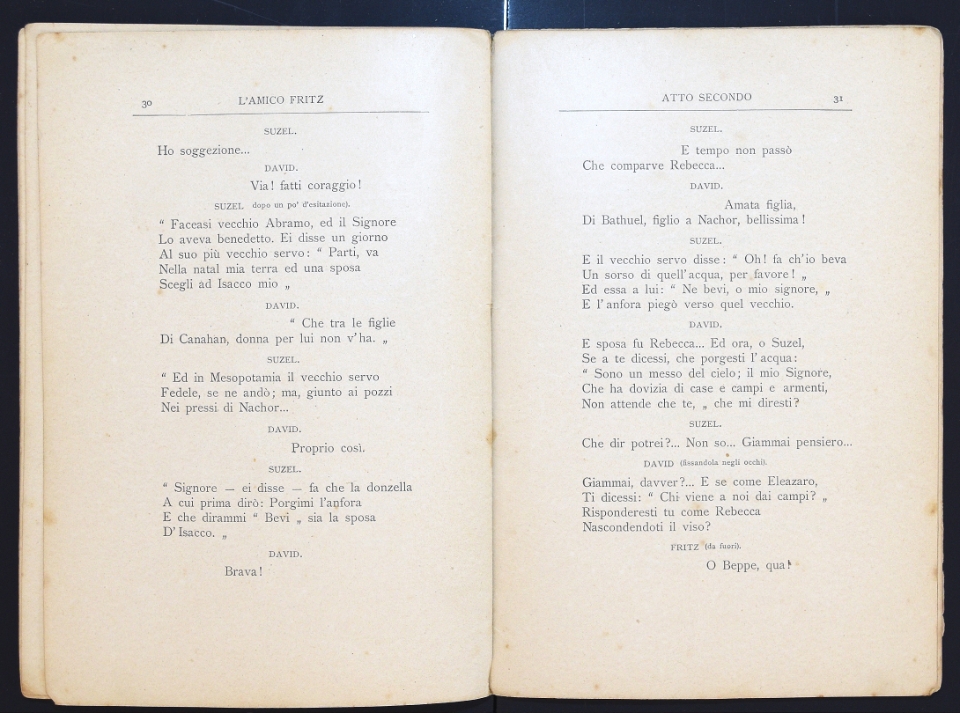 30
L'AMICO FRITZ
SUZEL.
Ho soggezione...
DAVID.
Via! fatti coraggio!
SUZEL dopo un po' d'esitazione).
“ Faceasi vecchio Abramo, ed il Signore
Lo aveva benedetto. Ei disse un giorno
Al suo più vecchio servo: “ Parti, va
Nella natal mia terra ed una sposa
Scegli ad Isacco mio „
DAVID.
“ Che tra le figlie
Di Canahan, donna per lui non v'ha. „
SUZEL.
“ Ed in Mesopotamia il vecchio servo
Fedele, se ne andò; ma, giunto ai pozzi
Nei pressi di Nachor...
DAVID.
Proprio così.
SUZEL.
“ Signore — ei disse — fa che la donzella
A cui prima dirò: Porgimi l'anfora
E che dirammi “ Bevi „ sia la sposa
D'Isacco. „
DAVID.
Brava!
ATTO SECONDO
31
SUZEL.
E tempo non passò
Che comparve Rebecca...
DAVID.
Amata figlia,
Di Bathuel, figlio a Nachor, bellissima!
SUZEL.
E il vecchio servo disse: “ Oh! fa ch'io beva
Un sorso di quell'acqua, per favore! „
Ed essa a lui: “ Ne bevi, o mio signore, „
E l'anfora piegò verso quel vecchio.
DAVID.
E sposa fu Rebecca... Ed ora, o Suzel,
Se a te dicessi, che porgesti l'acqua:
“ Sono un messo del cielo; il mio Signore,
Che ha dovizia di case e campi e armenti,
Non attende che te, „ che mi diresti?
SUZEL.
Che dir potrei?... Non so... Giammai pensiero...
DAVID (fissandola negli occhi).
Giammai, davver?... E se come Eleazaro,
Ti dicessi: “ Chi viene a noi dai campi? „
Risponderesti tu come Rebecca
Nascondendoti il viso?
FRITZ (da fuori).
O Beppe, qua!